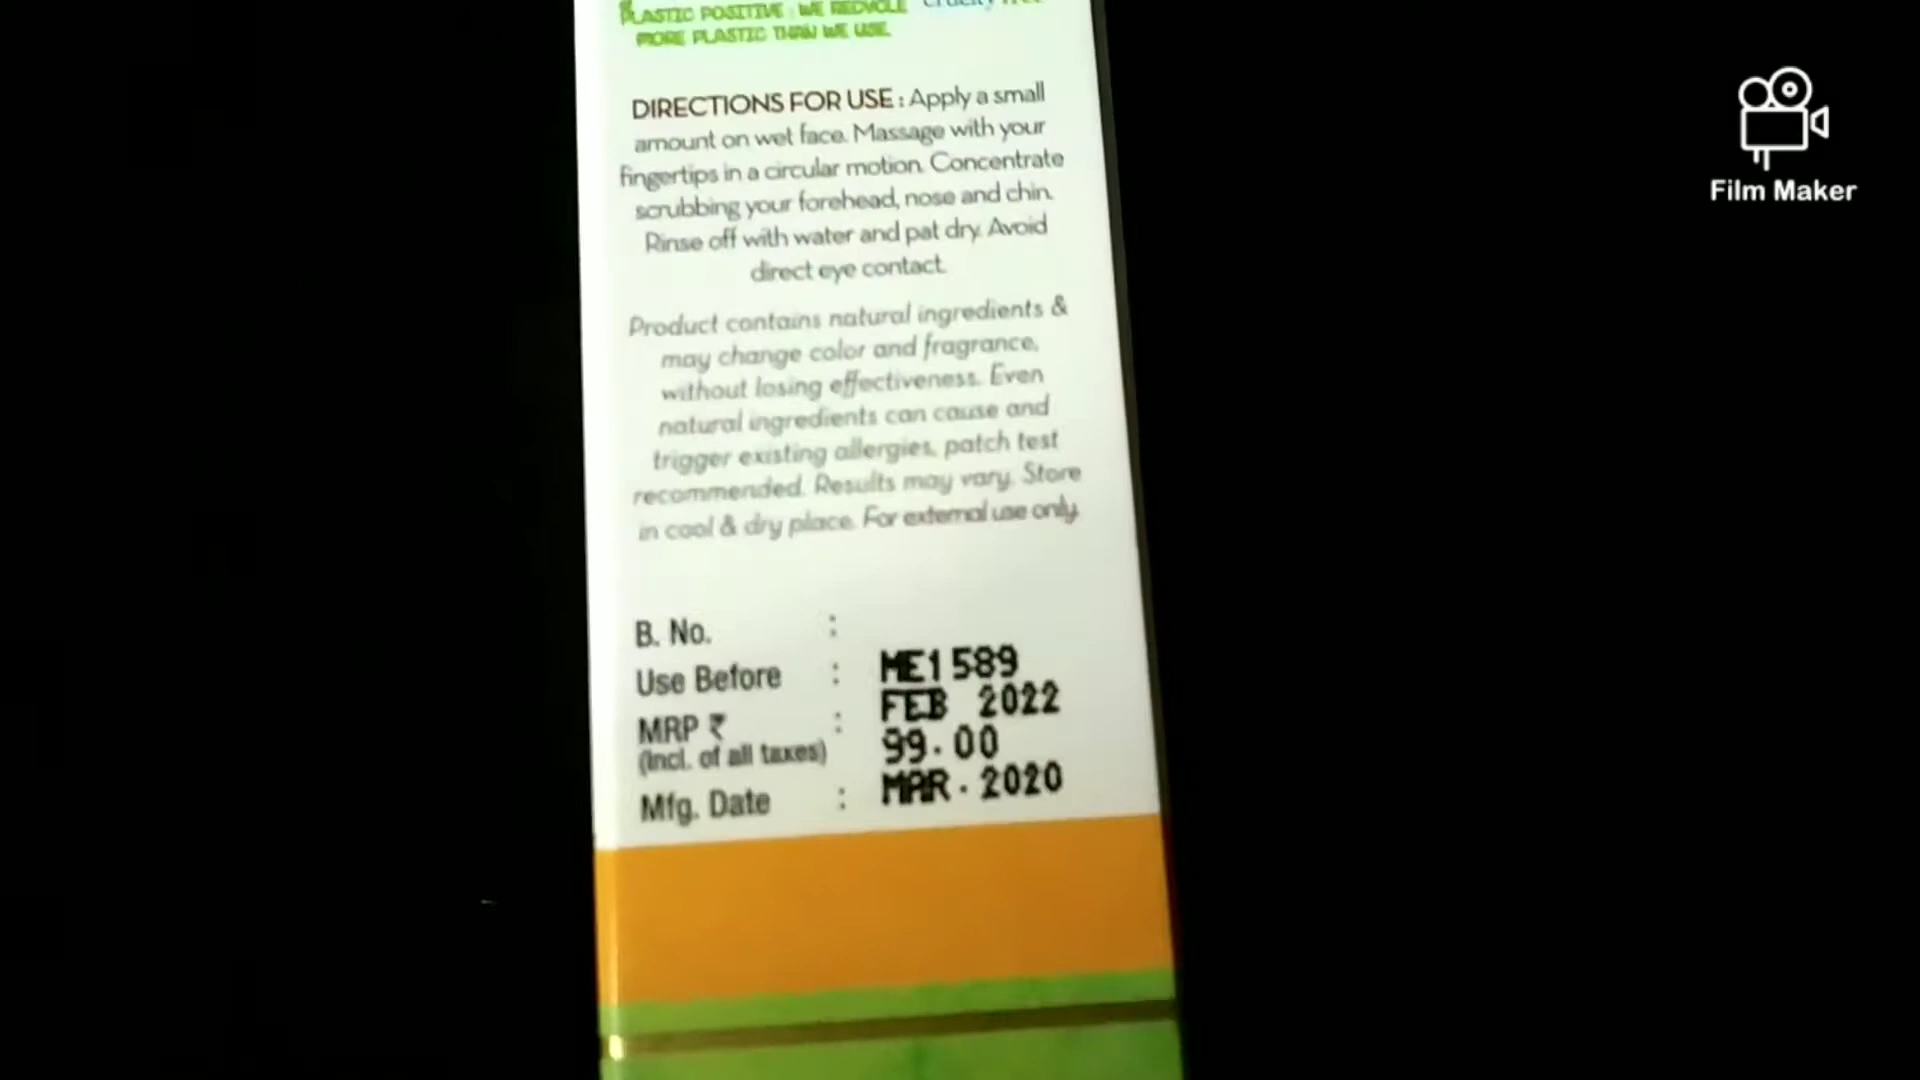 PLASTIC POSITIVE : WE RECYCLE Cruelty Free
MORE PLASTIC THAN WE USE.
DIRECTIONS FOR USE : Apply a small
amount on wet face. Massage with your
fingertips in a circular motion. Concentrate
scrubbing your forehead, nose and chin.
Rinse off with water and pat dry. Avoid
direct eye contact.
Product contains natural ingredients &
may change color and fragrance,
without losing effectiveness. Even
natural ingredients can cause and
trigger existing allergies, patch test
recommended. Results may vary. Store
in cool & dry place. For external use only.
B. No. :
Use Before : ME1589
FEB 2022
MRP ₹ :
(Incl. of all taxes) 99.00
Mfg. Date : MAR.2020
Film Maker